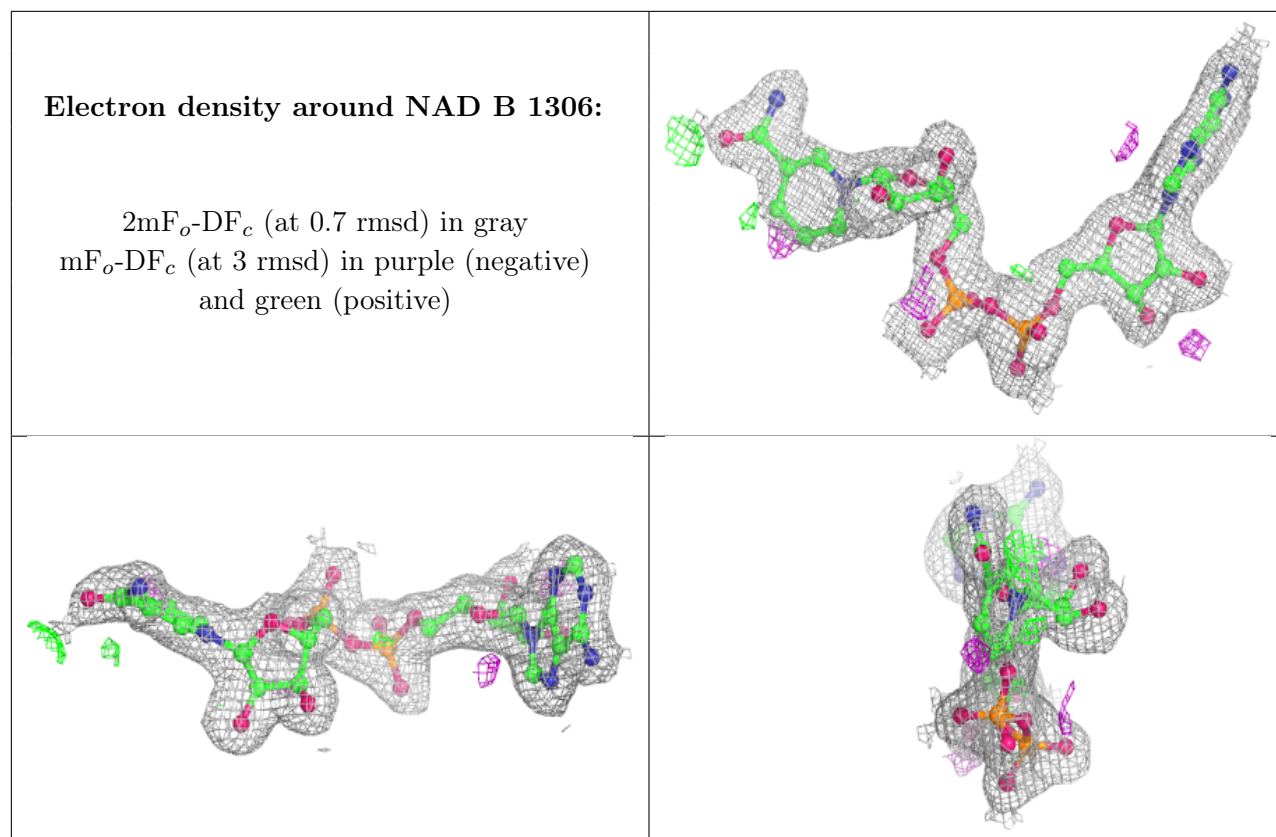 Electron density around NAD B 1306:
2mFo-DFc (at 0.7 rmsd) in gray
mFo-DFc (at 3 rmsd) in purple (negative)
and green (positive)